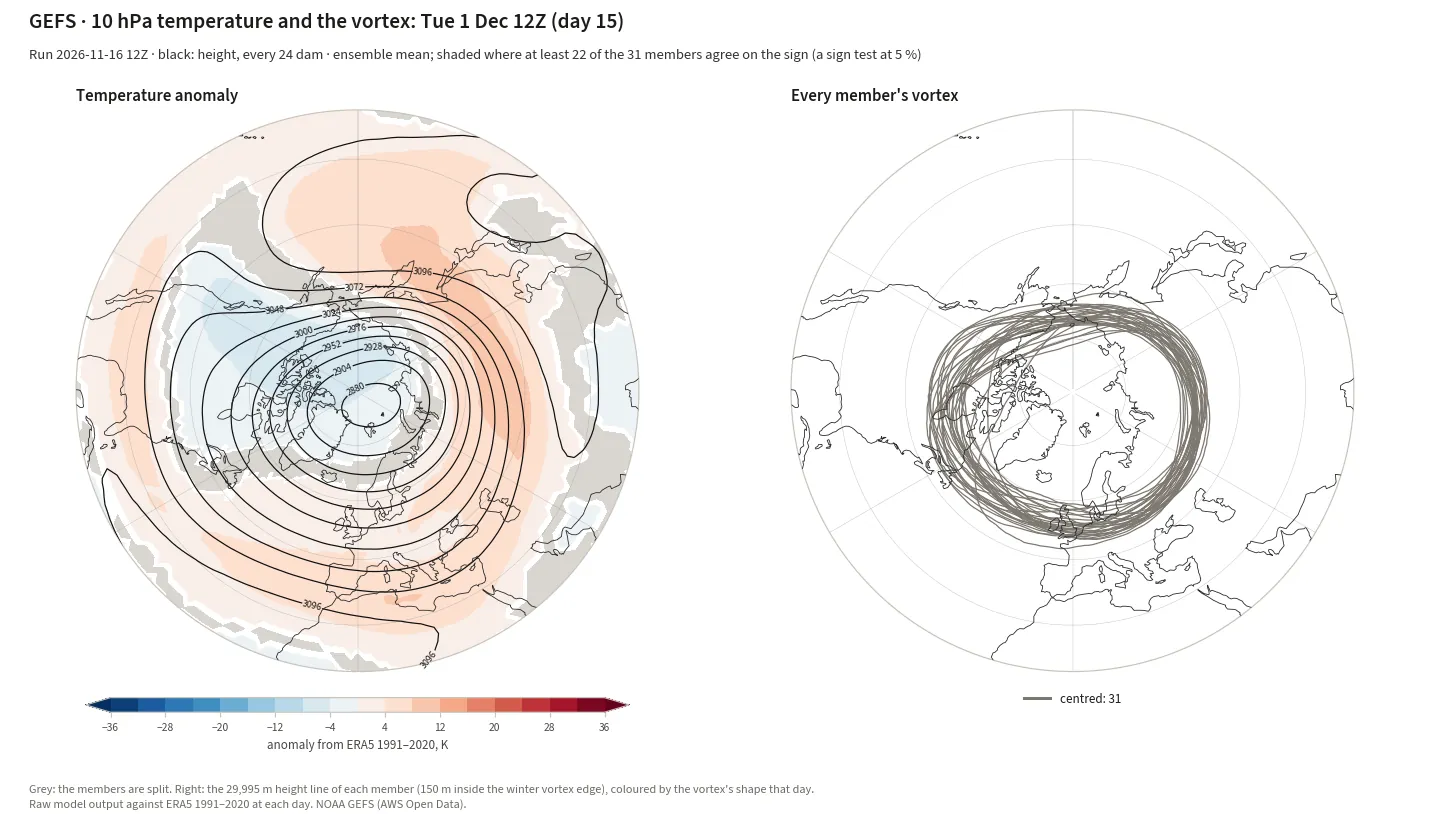 GEFS · 10 hPa temperature and the vortex: Tue 1 Dec 12Z (day 15)
Run 2026-11-16 12Z · black: height, every 24 dam · ensemble mean; shaded where at least 22 of the 31 members agree on the sign (a sign test at 5 %)
Temperature anomaly
Every member's vortex
3096
3072
3048
3024
3000
2976
2952
2928
2904
2880
3096
3096
centred: 31
−36 −28 −20 −12 −4 4 12 20 28 36
anomaly from ERA5 1991–2020, K
Grey: the members are split. Right: the 29,995 m height line of each member (150 m inside the winter vortex edge), coloured by the vortex's shape that day.
Raw model output against ERA5 1991–2020 at each day. NOAA GEFS (AWS Open Data).